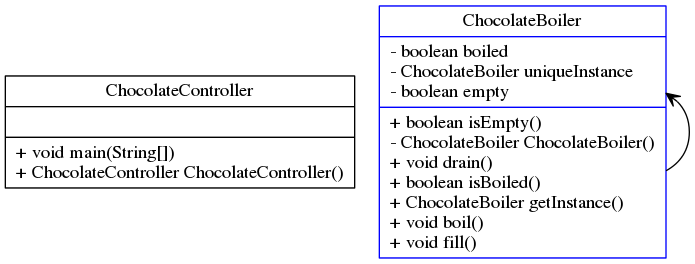 ChocolateController
+ void main(String[])
+ ChocolateController ChocolateController()
ChocolateBoiler
- boolean boiled
- ChocolateBoiler uniqueInstance
- boolean empty
+ boolean isEmpty()
- ChocolateBoiler ChocolateBoiler()
+ void drain()
+ boolean isBoiled()
+ ChocolateBoiler getInstance()
+ void boil()
+ void fill()